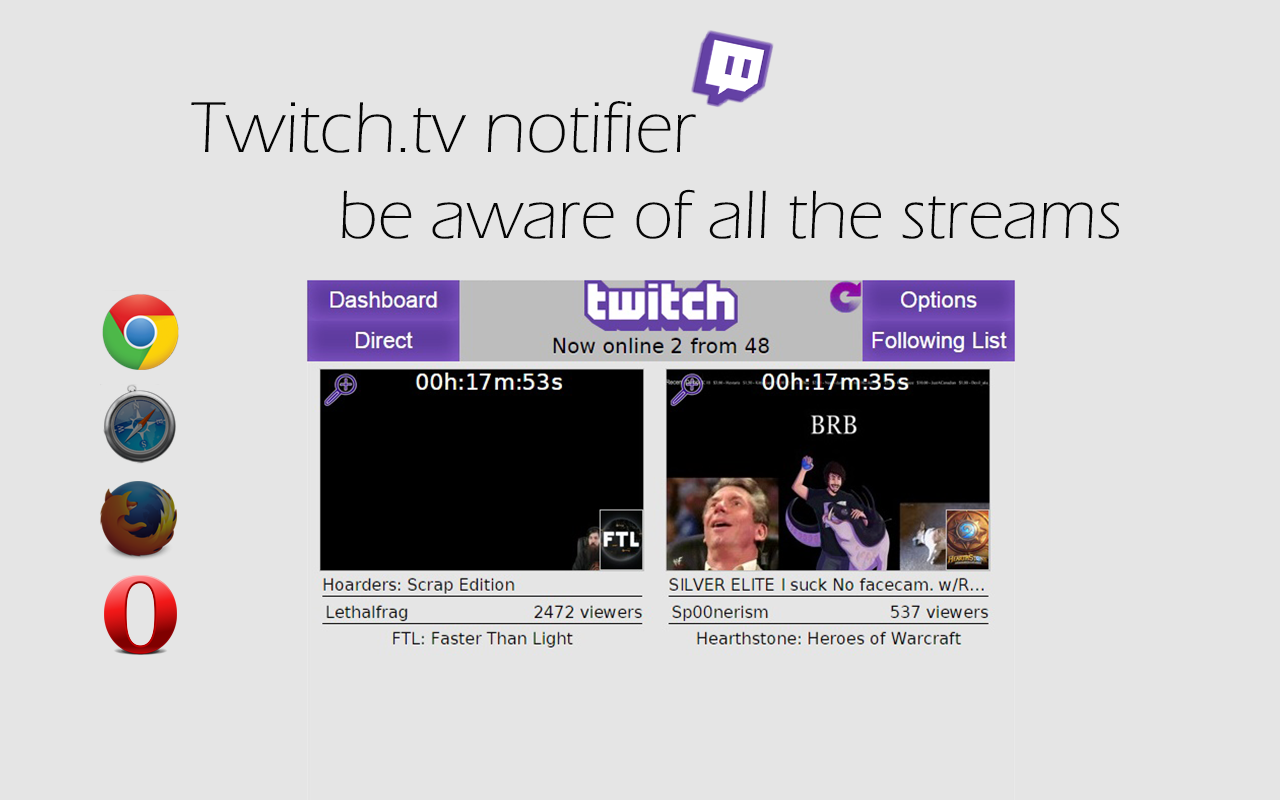 Twitch.tv notifier
be aware of all the streams
Dashboard
Direct
twitch
Now online 2 from 48
Options
Following List
00h:17m:53s
FTL
Hoarders: Scrap Edition
Lethalfrag 2472 viewers
FTL: Faster Than Light
00h:17m:35s
BRB
SILVER ELITE I suck No facecam. w/R...
Sp00nerism 537 viewers
Hearthstone: Heroes of Warcraft